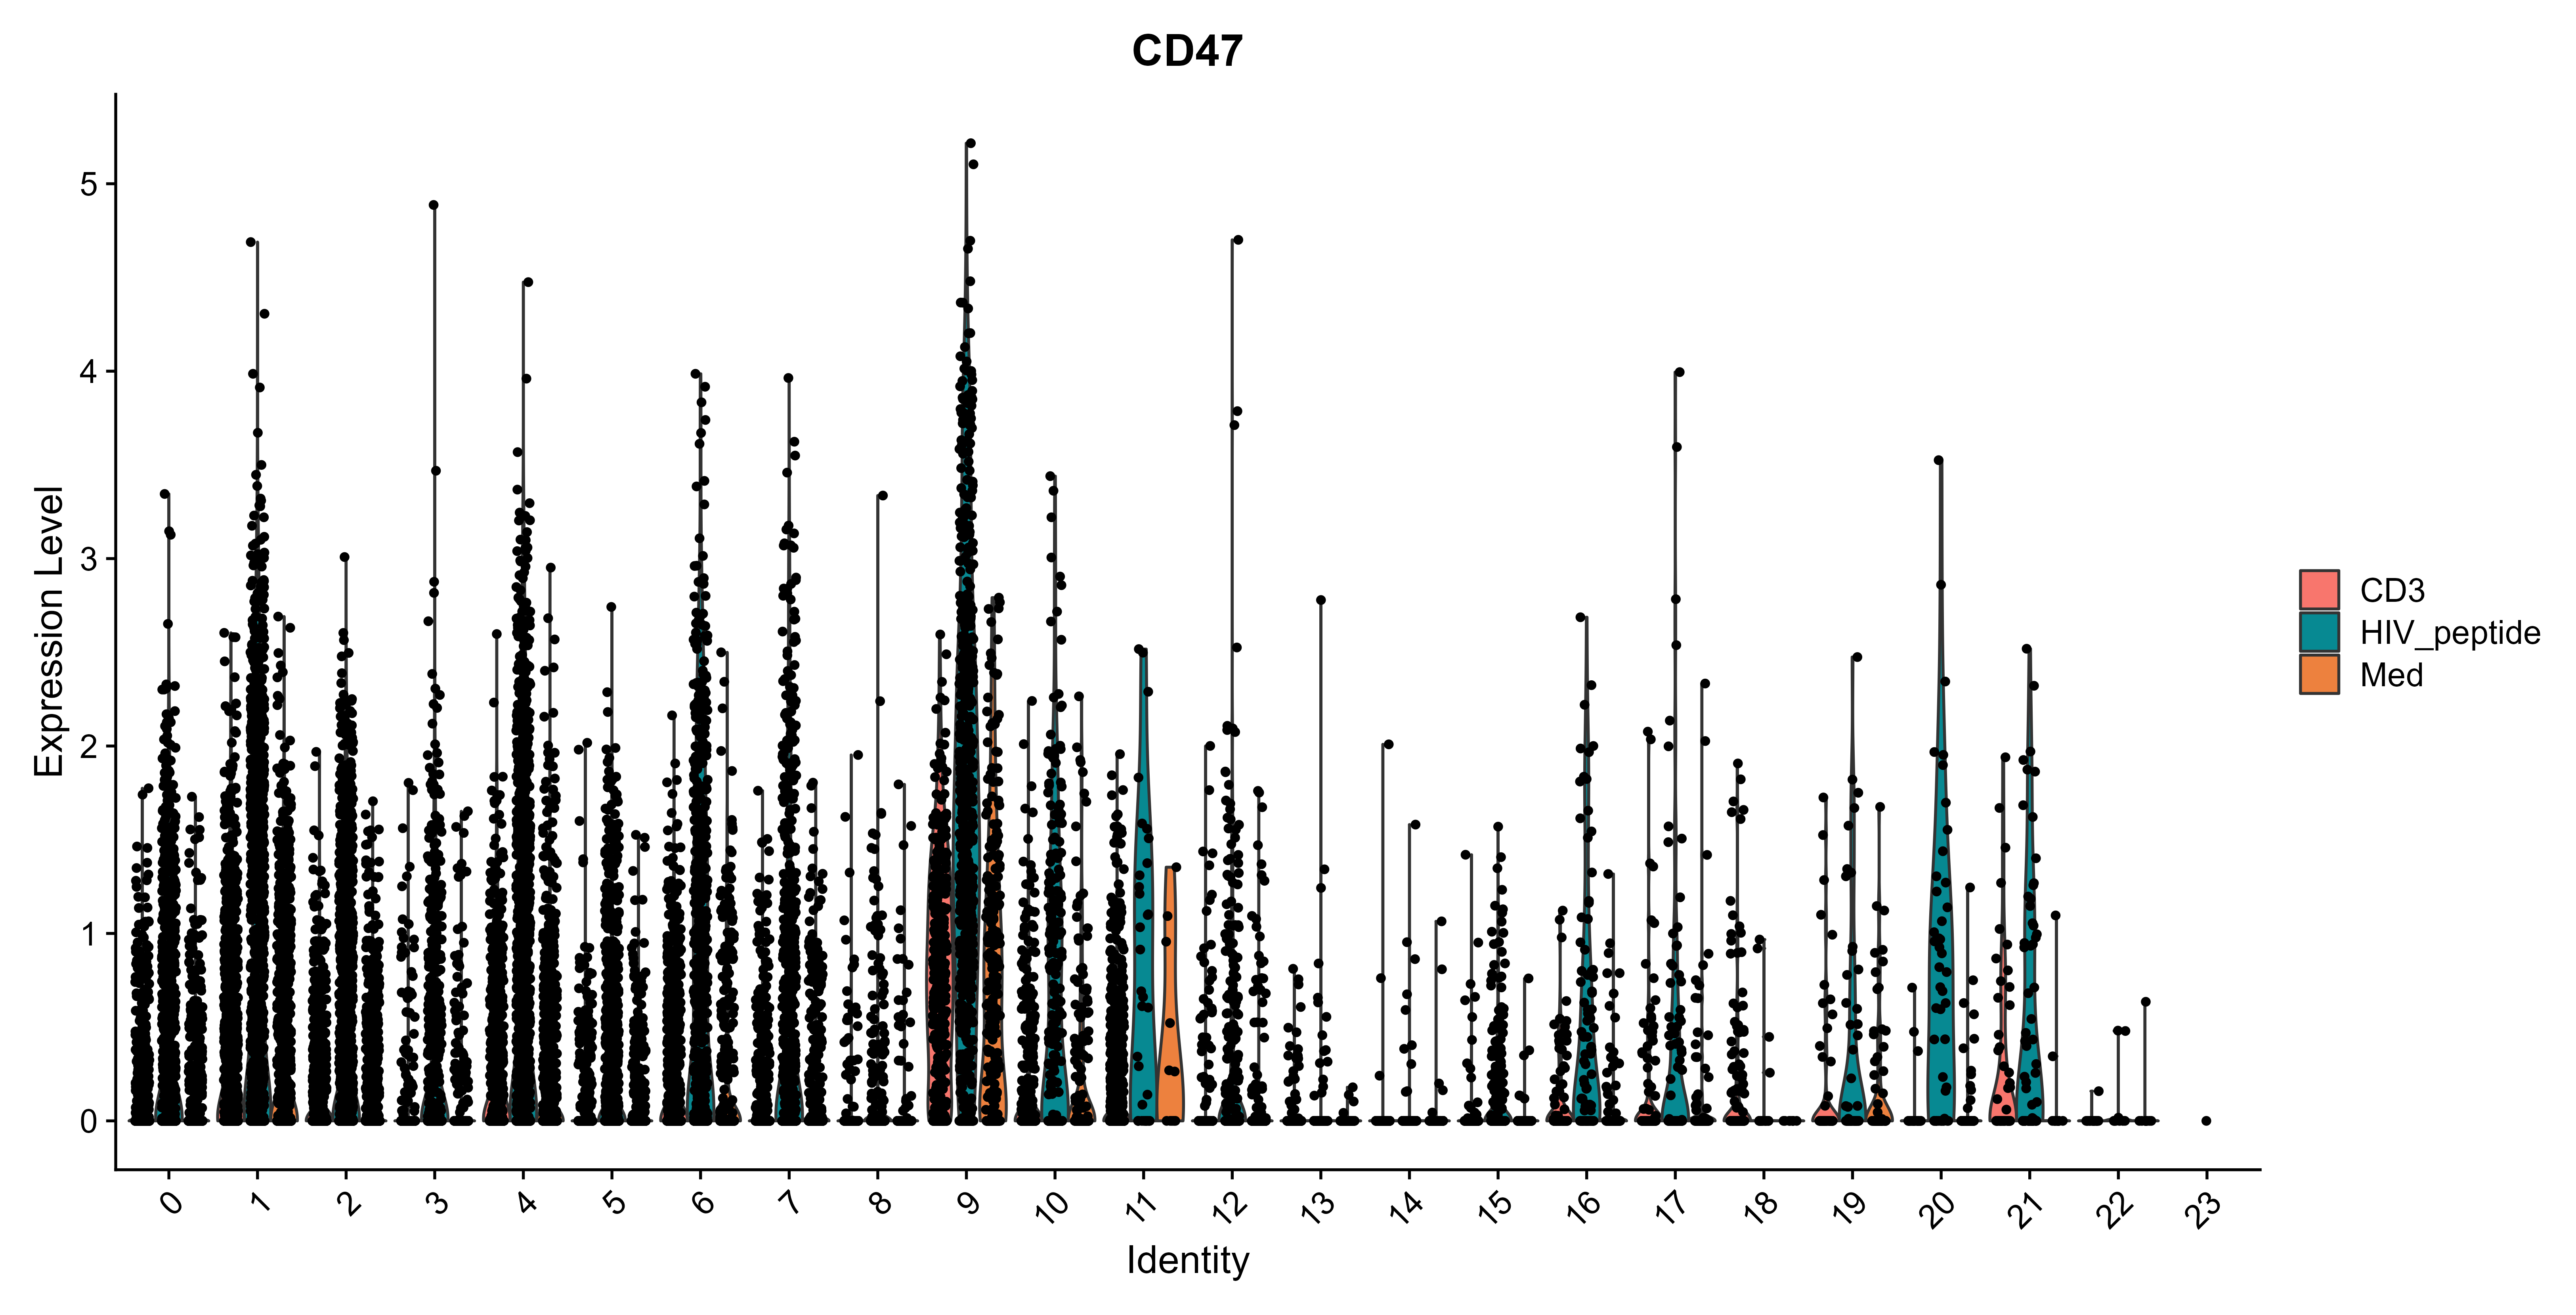 CD47
Expression Level
5
4
3
2
1
0
0 1 2 3 4 5 6 7 8 9 10 11 12 13 14 15 16 17 18 19 20 21 22 23
Identity
CD3
HIV_peptide
Med